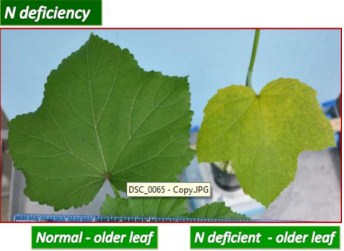 N deficiency
DSC_0065 - Copy.JPG
Normal - older leaf
N deficient - older leaf